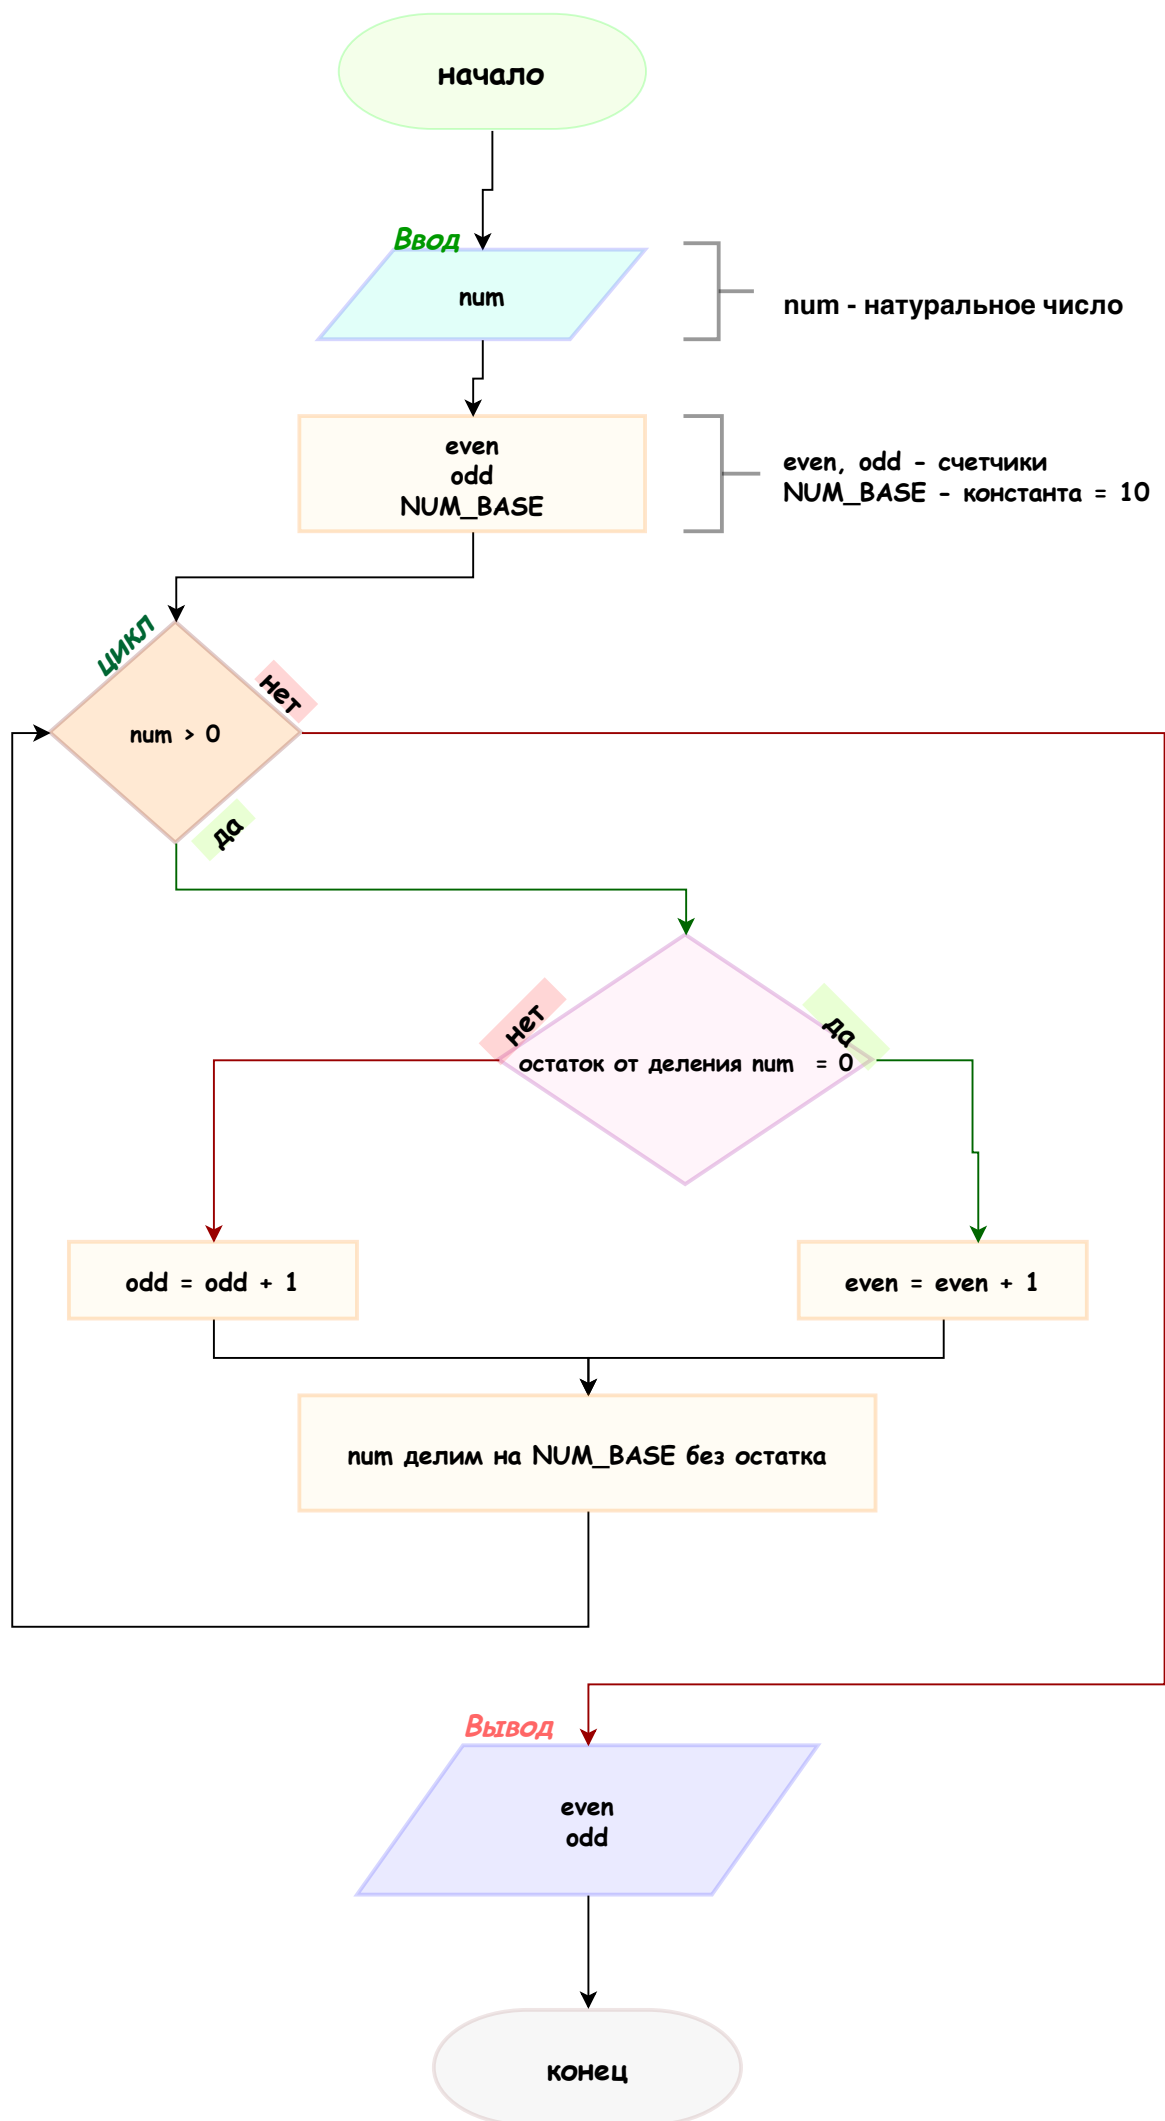 начало
Ввод
num
num - натуральное число
even
odd
NUM_BASE
even, odd - счетчики
NUM_BASE - константа = 10
цикл
нет
num > 0
да
нет
да
остаток от деления num = 0
odd = odd + 1
even = even + 1
num делим на NUM_BASE без остатка
Вывод
even
odd
конец